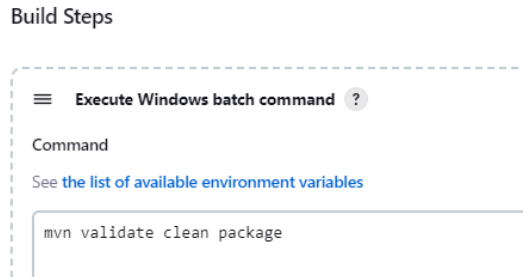 Build Steps
Execute Windows batch command ?
Command
See the list of available environment variables
mvn validate clean package